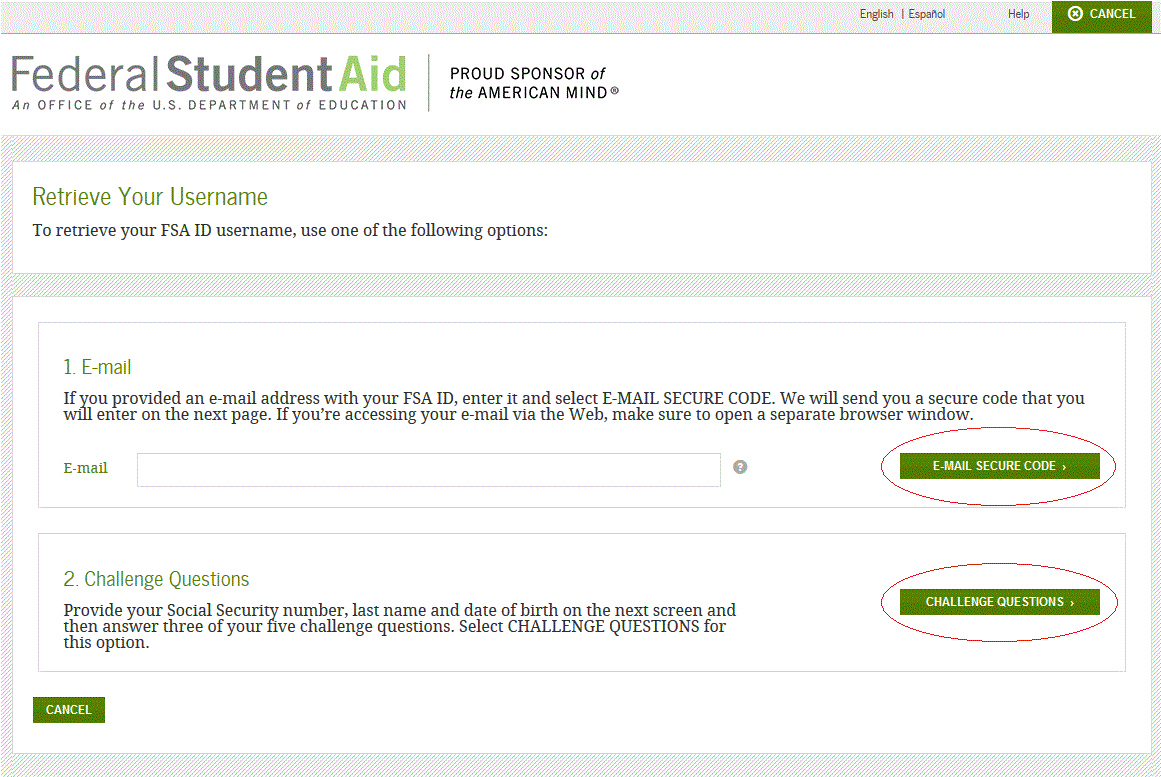 English | Español
Help
CANCEL
Federal Student Aid
An OFFICE of the U.S. DEPARTMENT of EDUCATION
PROUD SPONSOR of
the AMERICAN MIND®
Retrieve Your Username
To retrieve your FSA ID username, use one of the following options:
1. E-mail
If you provided an e-mail address with your FSA ID, enter it and select E-MAIL SECURE CODE. We will send you a secure code that you
will enter on the next page. If you’re accessing your e-mail via the Web, make sure to open a separate browser window.
E-mail
?
E-MAIL SECURE CODE ›
2. Challenge Questions
Provide your Social Security number, last name and date of birth on the next screen and
then answer three of your five challenge questions. Select CHALLENGE QUESTIONS for
this option.
CHALLENGE QUESTIONS ›
CANCEL